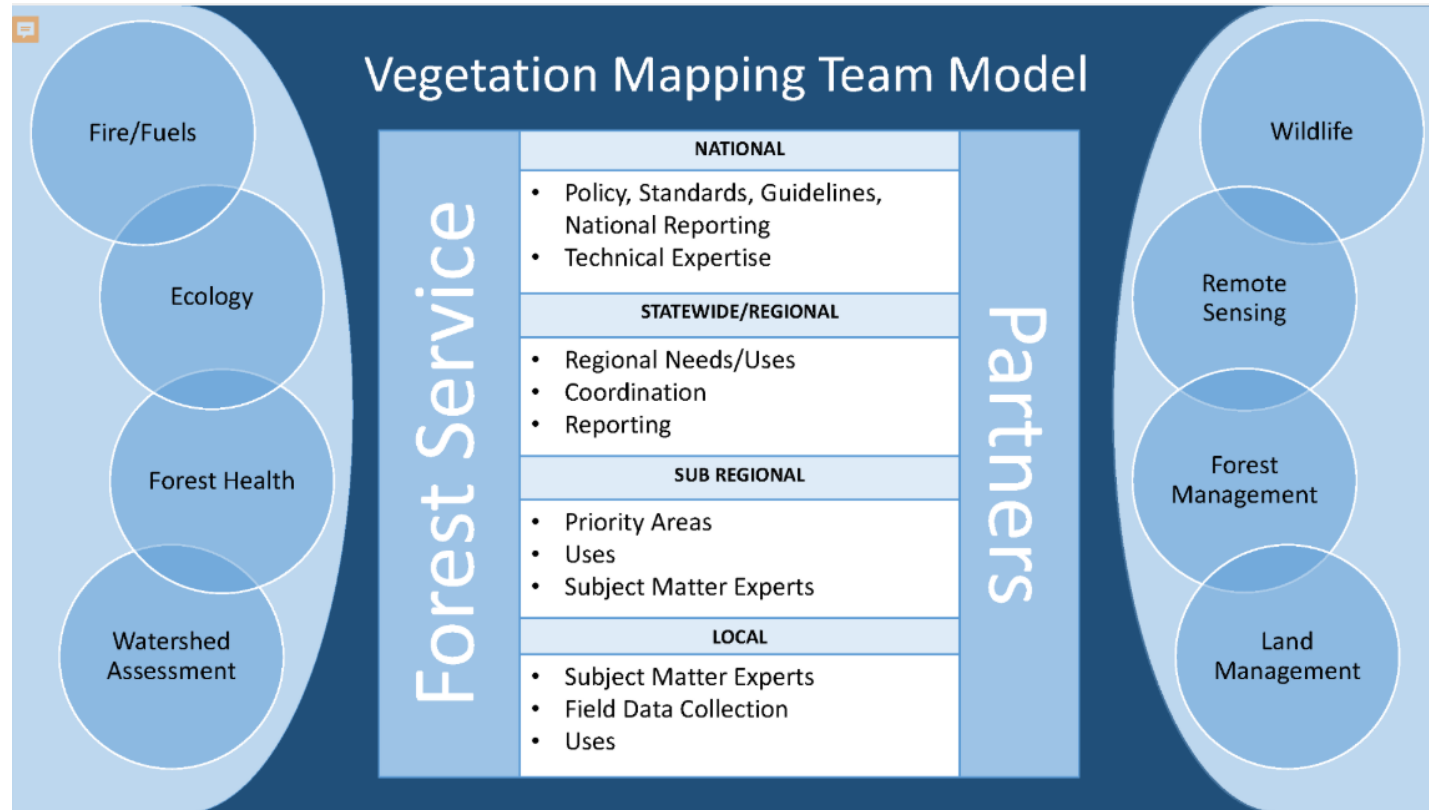 Vegetation Mapping Team Model
Fire/Fuels
Ecology
Forest Health
Watershed
Assessment
Forest Service
NATIONAL
• Policy, Standards, Guidelines,
National Reporting
• Technical Expertise
STATEWIDE/REGIONAL
• Regional Needs/Uses
• Coordination
• Reporting
SUB REGIONAL
• Priority Areas
• Uses
• Subject Matter Experts
LOCAL
• Subject Matter Experts
• Field Data Collection
• Uses
Partners
Wildlife
Remote
Sensing
Forest
Management
Land
Management